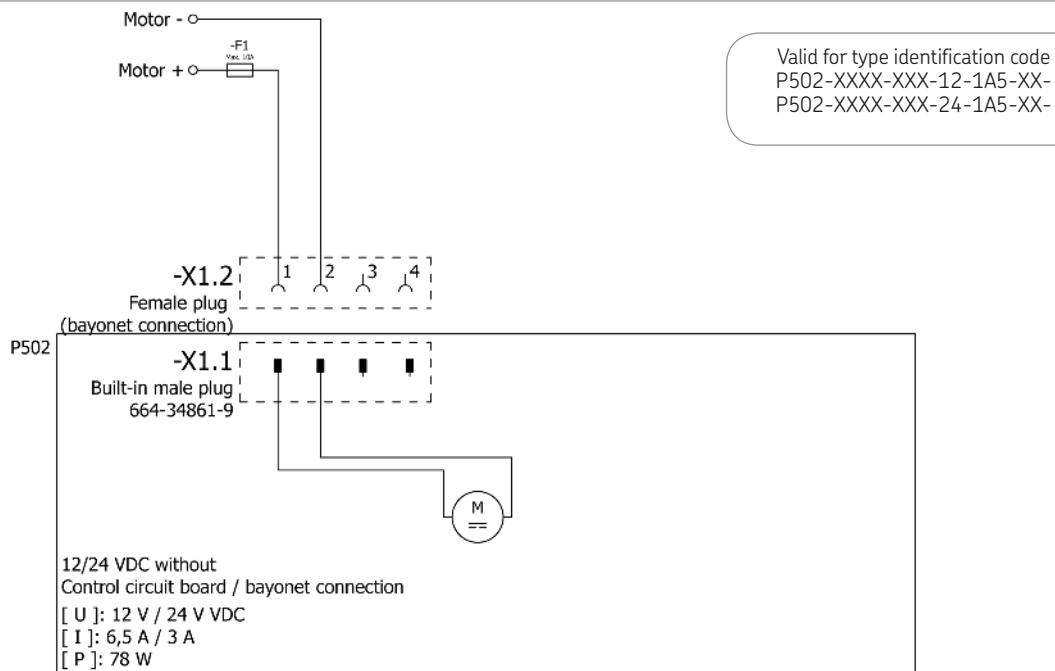 Motor -
-F1
Max. 10A
Motor +
Valid for type identification code
P502-XXXX-XXX-12-1A5-XX-
P502-XXXX-XXX-24-1A5-XX-
-X1.2
1 2 3 4
Female plug
(bayonet connection)
P502
-X1.1
Built-in male plug
664-34861-9
M
12/24 VDC without
Control circuit board / bayonet connection
[ U ]: 12 V / 24 V VDC
[ I ]: 6,5 A / 3 A
[ P ]: 78 W